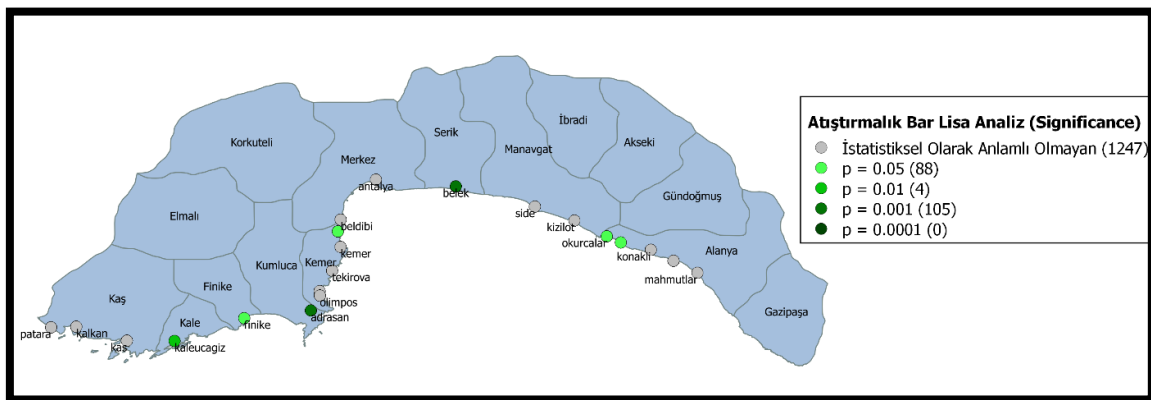 Atıştırmalık Bar Lisa Analiz (Significance)
İstatistiksel Olarak Anlamlı Olmayan (1247)
p = 0.05 (88)
p = 0.01 (4)
p = 0.001 (105)
p = 0.0001 (0)
Korkuteli
Merkez
Serik
Manavgat
İbradi
Akseki
Gündoğmuş
Alanya
Gazipaşa
Elmalı
Kumluca
Kemer
Finike
Kale
Kaş
antalya
belek
side
kizilot
okurcalar
konakli
mahmutlar
beldibi
kemer
tekirova
olimpos
adrasan
finike
kaleucagiz
kaş
kalkan
patara